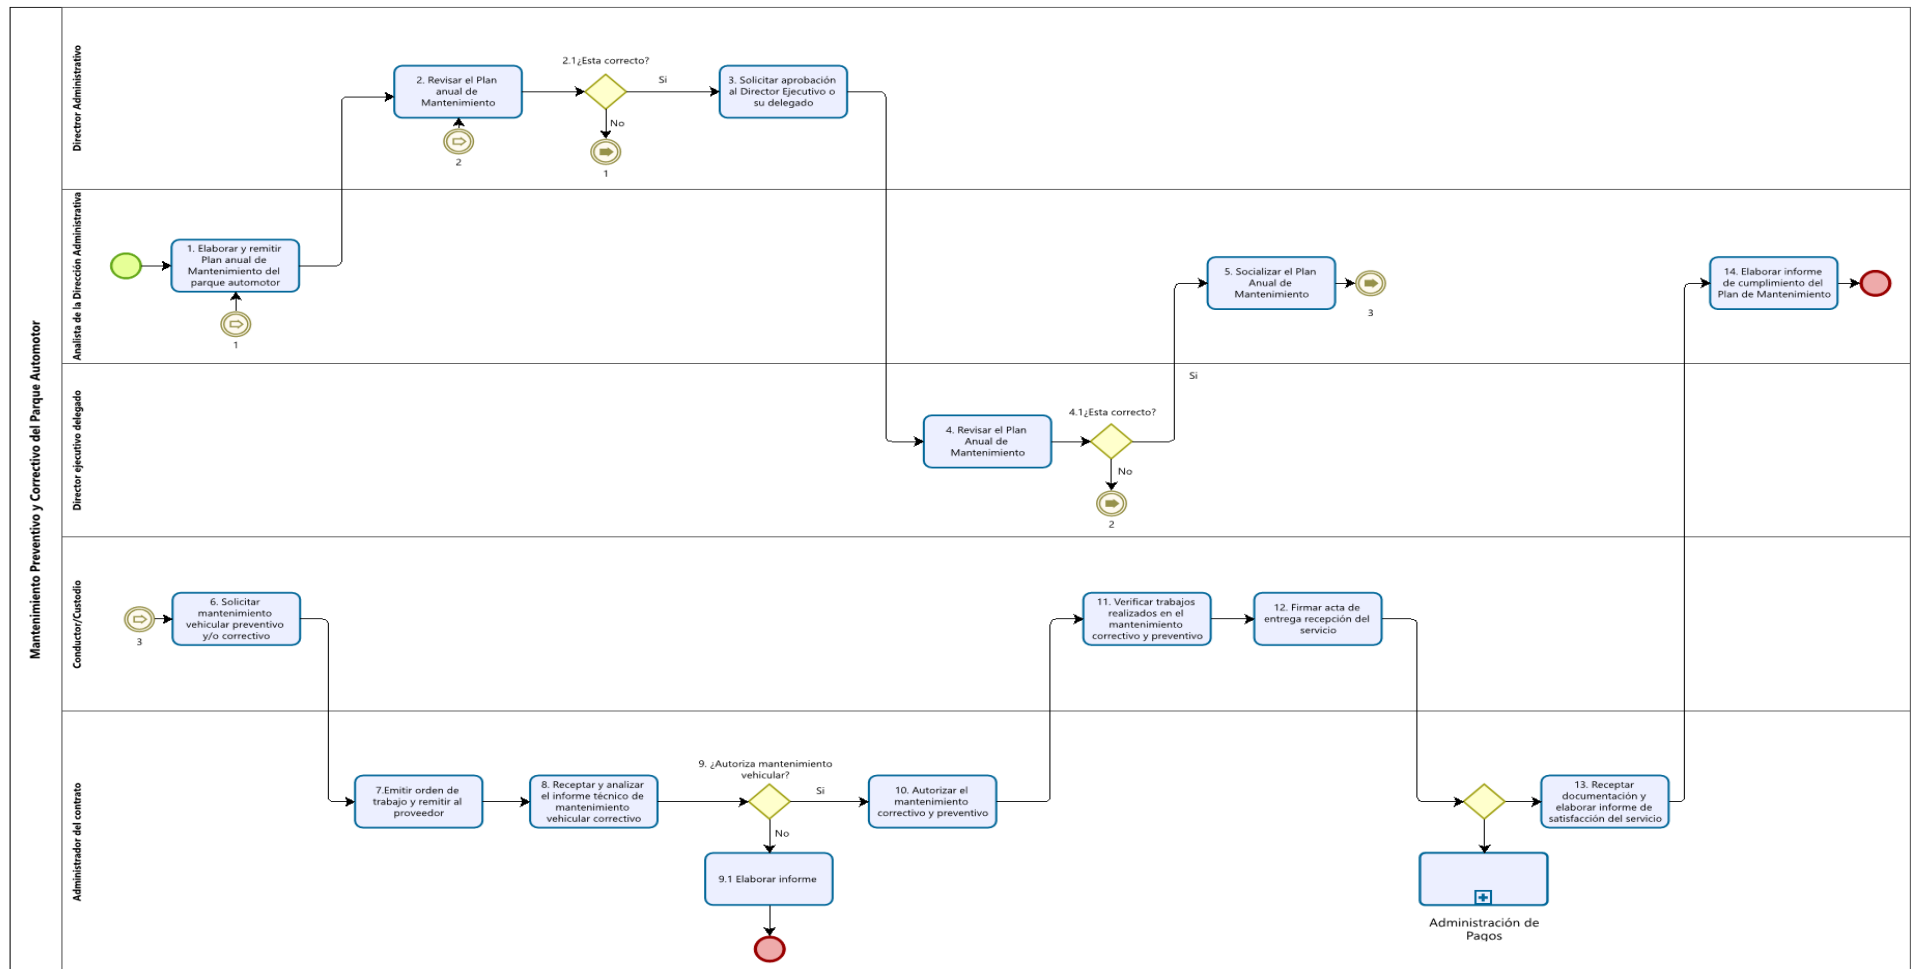 Mantenimiento Preventivo y Correctivo del Parque Automotor
Directror Administrativo
2. Revisar el Plan
anual de
Mantenimiento
2
2.1¿Esta correcto?
Si
No
1
3. Solicitar aprobación
al Director Ejecutivo o
su delegado
Analista de la Dirección Administrativa
1. Elaborar y remitir
Plan anual de
Mantenimiento del
parque automotor
1
5. Socializar el Plan
Anual de
Mantenimiento
3
14. Elaborar informe
de cumplimiento del
Plan de Mantenimiento
Director ejecutivo delegado
4. Revisar el Plan
Anual de
Mantenimiento
4.1¿Esta correcto?
Si
No
2
Conductor/Custodio
3
6. Solicitar
mantenimiento
vehicular preventivo
y/o correctivo
11. Verificar trabajos
realizados en el
mantenimiento
correctivo y preventivo
12. Firmar acta de
entrega recepción del
servicio
Administrador del contrato
7.Emitir orden de
trabajo y remitir al
proveedor
8. Receptar y analizar
el informe técnico de
mantenimiento
vehicular correctivo
9. ¿Autoriza mantenimiento
vehicular?
Si
No
9.1 Elaborar informe
10. Autorizar el
mantenimiento
correctivo y preventivo
13. Receptar
documentación y
elaborar informe de
satisfacción del servicio
Administración de
Pagos